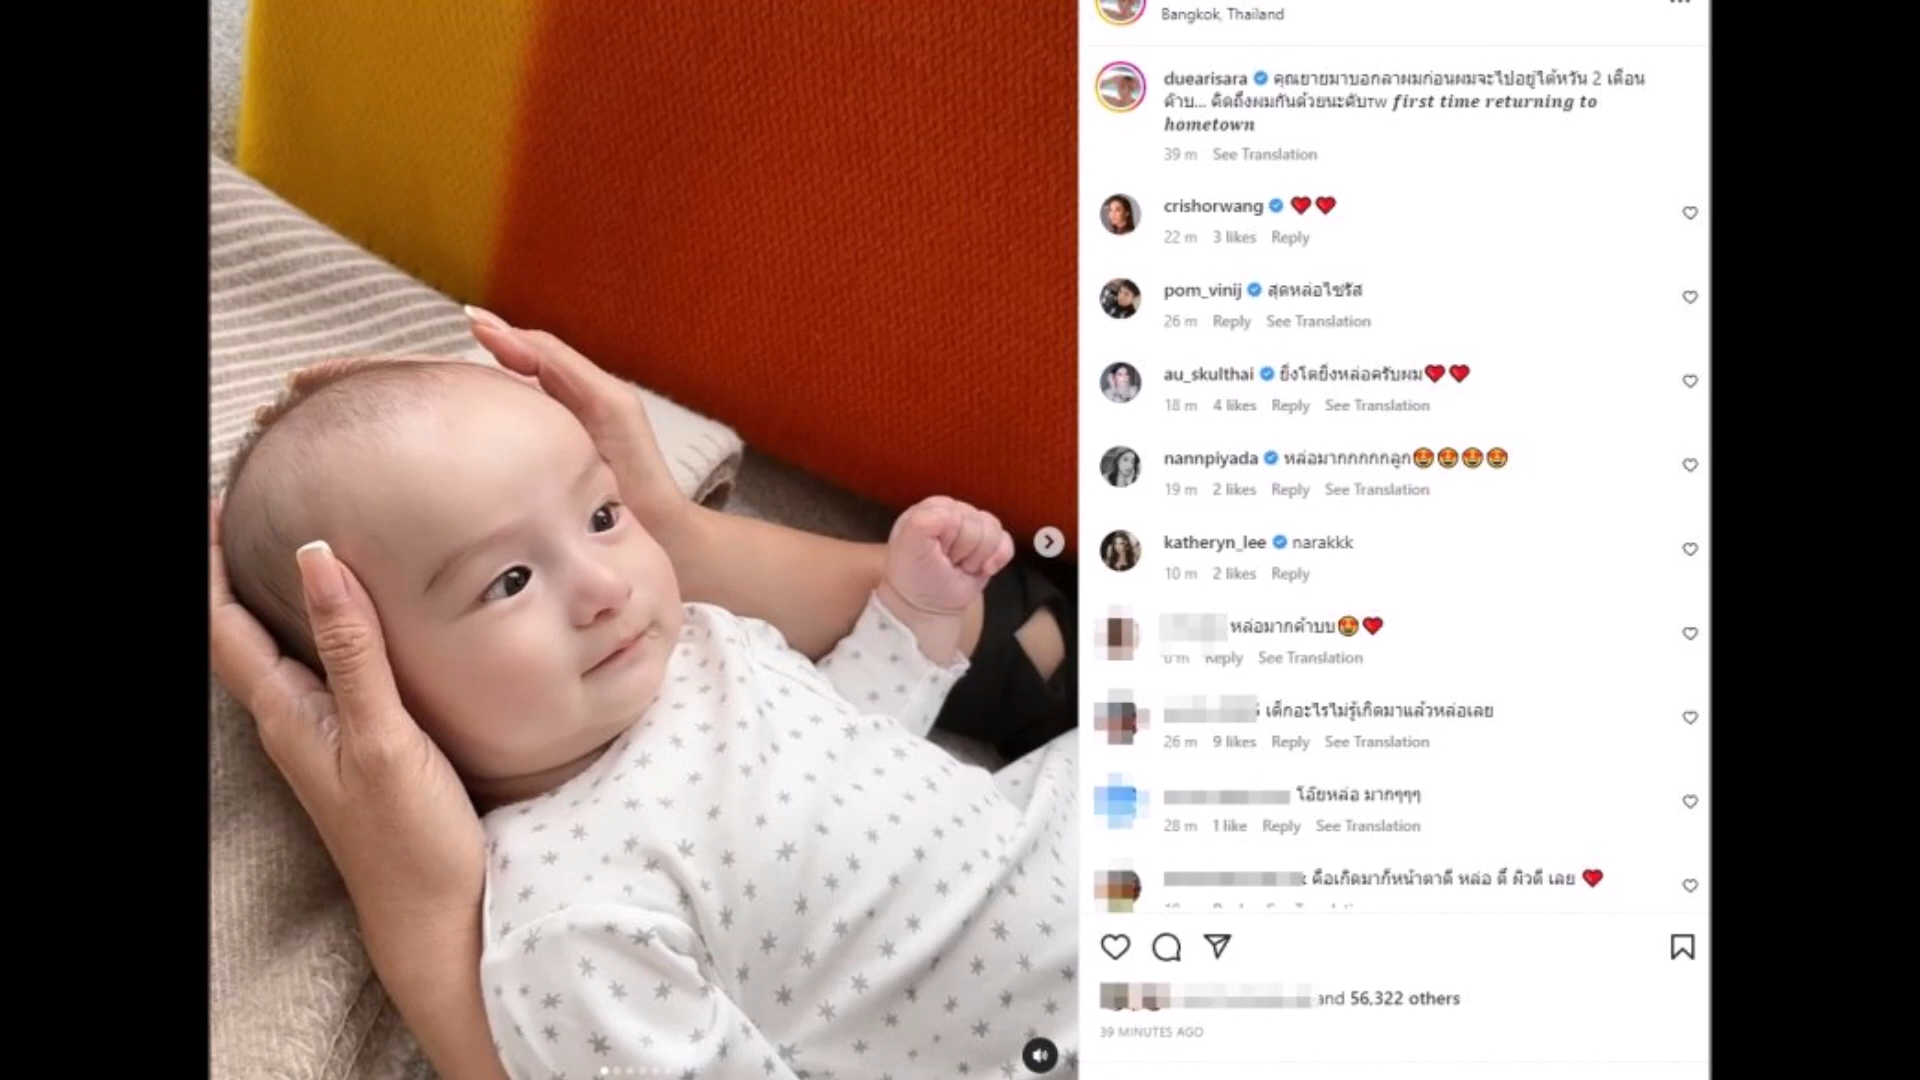 Bangkok, Thailand
duearisara คุณยายมาบอกลาผมก่อนผมจะไปอยู่ไต้หวัน 2 เดือน
ค้าบ... คิดถึงผมกันด้วยนะคับTW first time returning to
hometown
39 m See Translation
crishorwang ❤️❤️
22 m 3 likes Reply
pom_vinij สุดหล่อไซรัส
26 m Reply See Translation
au_skulthai ยิ่งโตยิ่งหล่อครับผม❤️❤️
18 m 4 likes Reply See Translation
nannpiyada หล่อมากกกกกลูก🤩🤩🤩🤩
19 m 2 likes Reply See Translation
katheryn_lee narakkk
10 m 2 likes Reply
หล่อมากค้าบบ🤩❤️
Reply See Translation
เด็กอะไรไม่รู้เกิดมาแล้วหล่อเลย
26 m 9 likes Reply See Translation
โอ๊ยหล่อ มากๆๆๆ
28 m 1 like Reply See Translation
คือเกิดมาก็หน้าตาดี หล่อ ตี๋ ผิวดี เลย ❤️
and 56,322 others
39 MINUTES AGO